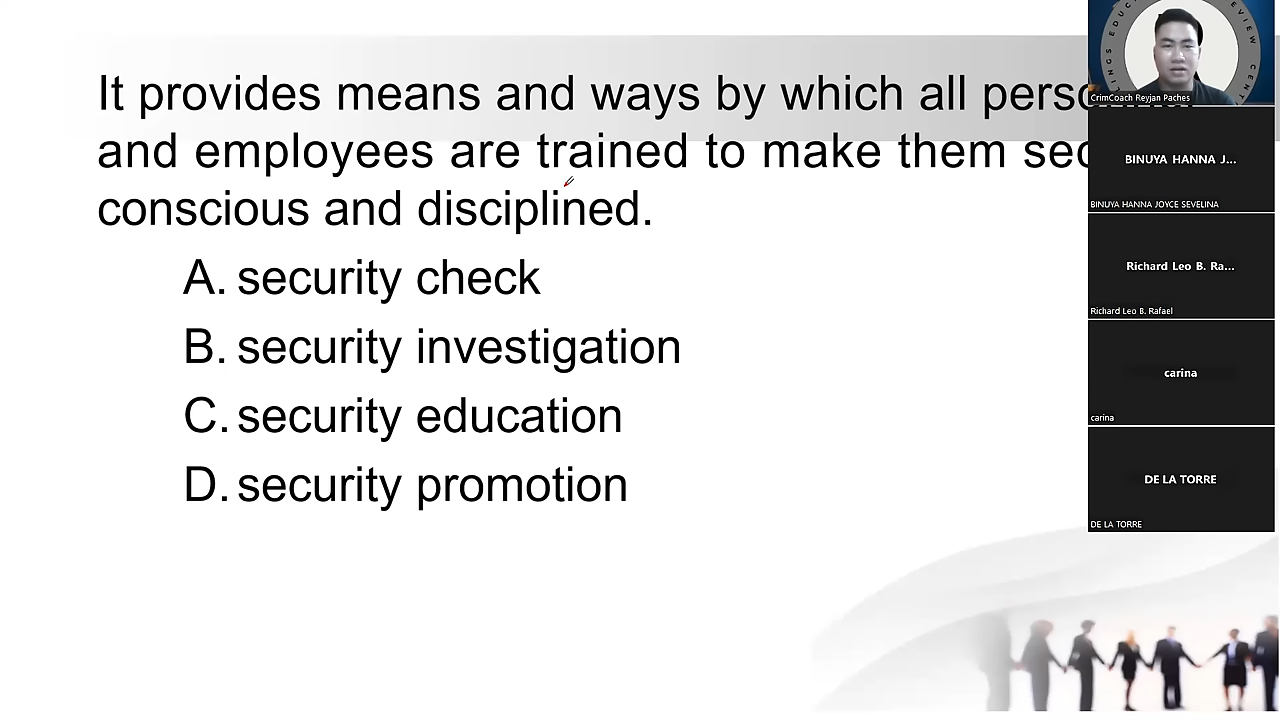 It provides means and ways by which all
and employees are trained to make them
conscious and disciplined.
A. security check
B. security investigation
C. security education
D. security promotion
CrimCoach Reyjan Paches
BINUYA HANNA J...
BINUYA HANNA JOYCE SEVELINA
Richard Leo B. Ra...
Richard Leo B. Rafael
carina
carina
DE LA TORRE
DE LA TORRE